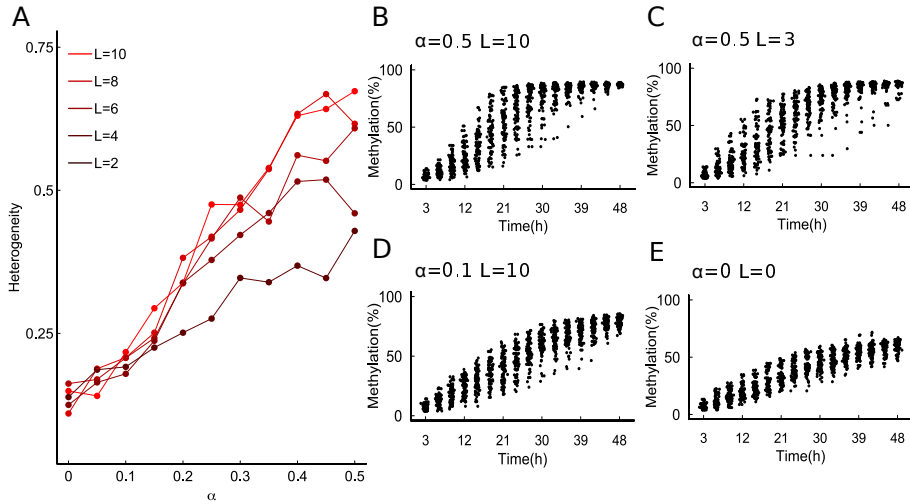 A
0.75
0.5
0.25
Heterogeneity
L=10
L=8
L=6
L=4
L=2
0 0.1 0.2 0.3 0.4 0.5
α
B
α=0.5 L=10
Methylation(%)
100
50
0
3 12 21 30 39 48
Time(h)
C
α=0.5 L=3
Methylation(%)
100
50
0
3 12 21 30 39 48
Time(h)
D
α=0.1 L=10
Methylation(%)
100
50
0
3 12 21 30 39 48
Time(h)
E
α=0 L=0
Methylation(%)
100
50
0
3 12 21 30 39 48
Time(h)